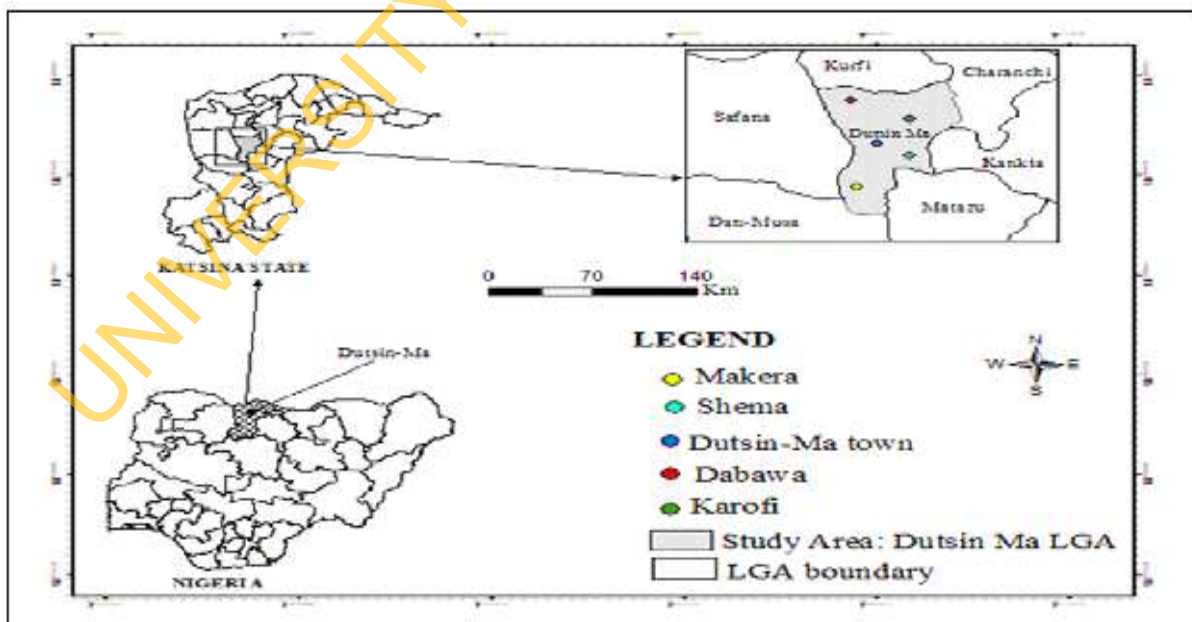 UNIVERSITY
Kurfi
Charanchi
Safana
Dutsin Ma
Kankia
Dan-Musa
Matazu
KATSINA STATE
0 70 140
Km
Dutsin-Ma
LEGEND
N
W E
S
Makera
Shema
Dutsin-Ma town
Dabawa
Karofi
Study Area: Dutsin Ma LGA
LGA boundary
NIGERIA